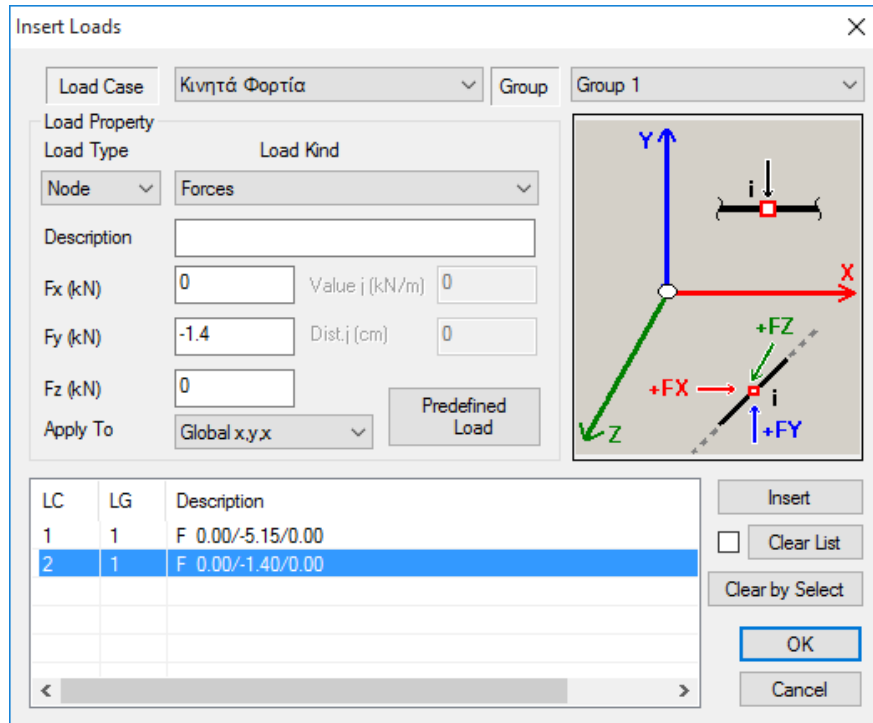 Insert Loads
Load Case Κινητά Φορτία Group Group 1
Load Property
Load Type Load Kind
Node Forces
Description
Fx (kN) 0 Value j (kN/m) 0
Fy (kN) -1.4 Dist.j (cm) 0
Fz (kN) 0
Apply To Global x,y,x Predefined Load
Y
i
X
+FZ
+FX
i
Z
+FY
LC LG Description
1 1 F 0.00/-5.15/0.00
2 1 F 0.00/-1.40/0.00
Insert
Clear List
Clear by Select
OK
Cancel